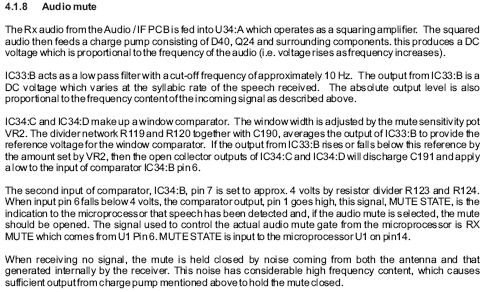 4.1.8 Audio mute
The Rx audio from the Audio / IF PCB is fed into U34:A which operates as a squaring amplifier. The squared
audio then feeds a charge pump consisting of D40, Q24 and surrounding components. this produces a DC
voltage which is proportional to the frequency of the audio (i.e. voltage rises as frequency increases).
IC33:B acts as a low pass filter with a cut-off frequency of approximately 10 Hz. The output from IC33:B is a
DC voltage which varies at the syllabic rate of the speech received. The absolute output level is also
proportional to the frequency content of the incoming signal as described above.
IC34:C and IC34:D make up a window comparator. The window width is adjusted by the mute sensitivity pot
VR2. The divider network R119 and R120 together with C190, averages the output of IC33:B to provide the
reference voltage for the window comparator. If the output from IC33:B rises or falls below this reference by
the amount set by VR2, then the open collector outputs of IC34:C and IC34:D will discharge C191 and apply
a low to the input of comparator IC34:B pin 6.
The second input of comparator, IC34:B, pin 7 is set to approx. 4 volts by resistor divider R123 and R124.
When input pin 6 falls below 4 volts, the comparator output, pin 1 goes high, this signal, MUTE STATE, is the
indication to the microprocessor that speech has been detected and, if the audio mute is selected, the mute
should be opened. The signal used to control the actual audio mute gate from the microprocessor is RX
MUTE which comes from U1 Pin 6. MUTE STATE is input to the microprocessor U1 on pin 14.
When receiving no signal, the mute is held closed by noise coming from both the antenna and that
generated internally by the receiver. This noise has considerable high frequency content, which causes
sufficient output from charge pump mentioned above to hold the mute closed.